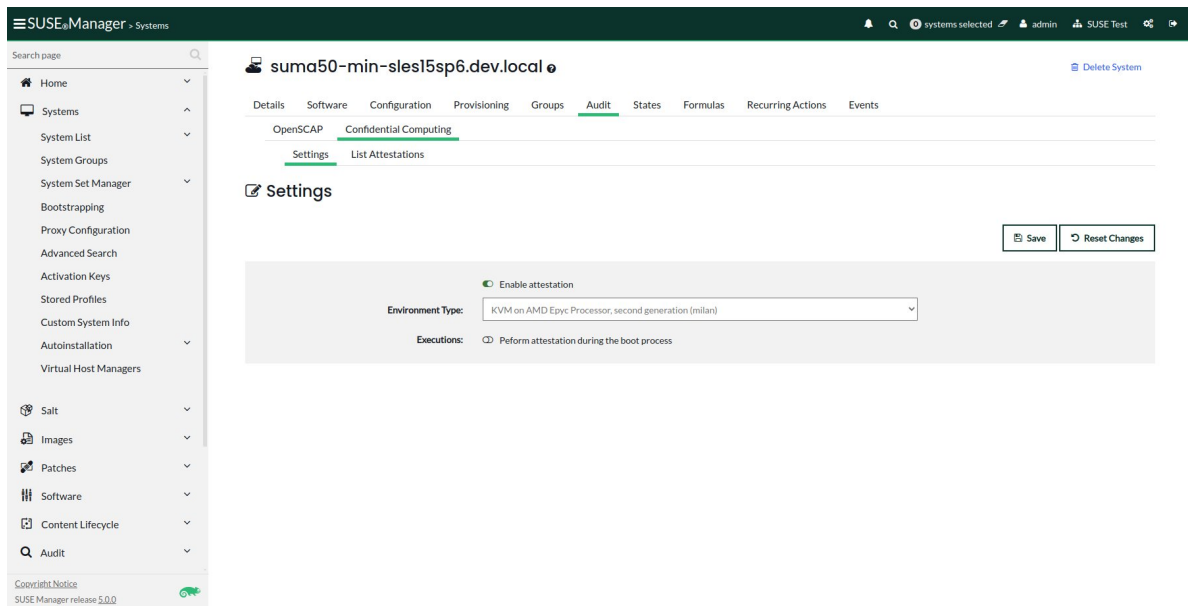 SUSE®Manager > Systems
0 systems selected admin SUSE Test
Search page
Home
Systems
System List
System Groups
System Set Manager
Bootstrapping
Proxy Configuration
Advanced Search
Activation Keys
Stored Profiles
Custom System Info
Autoinstallation
Virtual Host Managers
Salt
Images
Patches
Software
Content Lifecycle
Audit
Copyright Notice
SUSE Manager release 5.0.0
suma50-min-sles15sp6.dev.local ?
Delete System
Details Software Configuration Provisioning Groups Audit States Formulas Recurring Actions Events
OpenSCAP Confidential Computing
Settings List Attestations
Settings
Save Reset Changes
Enable attestation
Environment Type: KVM on AMD Epyc Processor, second generation (milan)
Executions: Peform attestation during the boot process